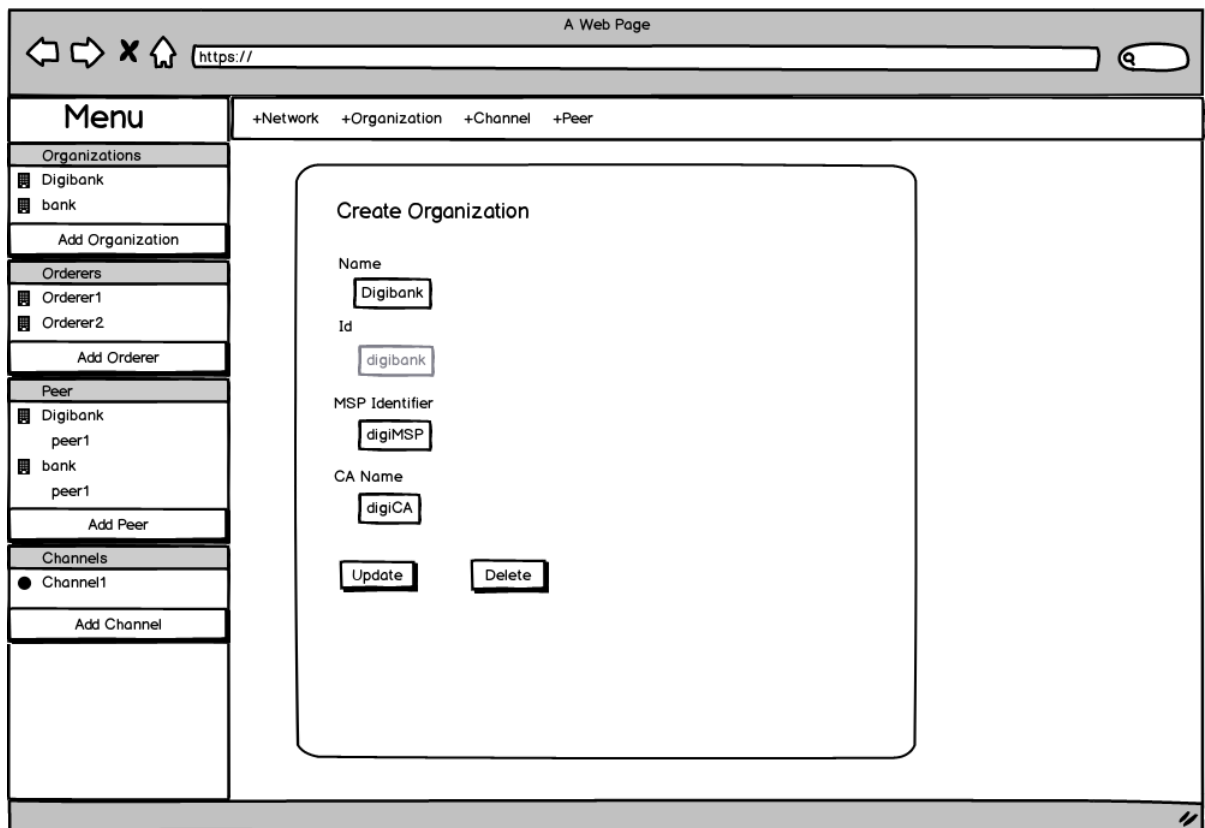 A Web Page
https://
Menu
+Network +Organization +Channel +Peer
Organizations
Digibank
bank
Add Organization
Orderers
Orderer1
Orderer2
Add Orderer
Peer
Digibank
peer1
bank
peer1
Add Peer
Channels
Channel1
Add Channel
Create Organization
Name
Digibank
Id
digibank
MSP Identifier
digiMSP
CA Name
digiCA
Update Delete